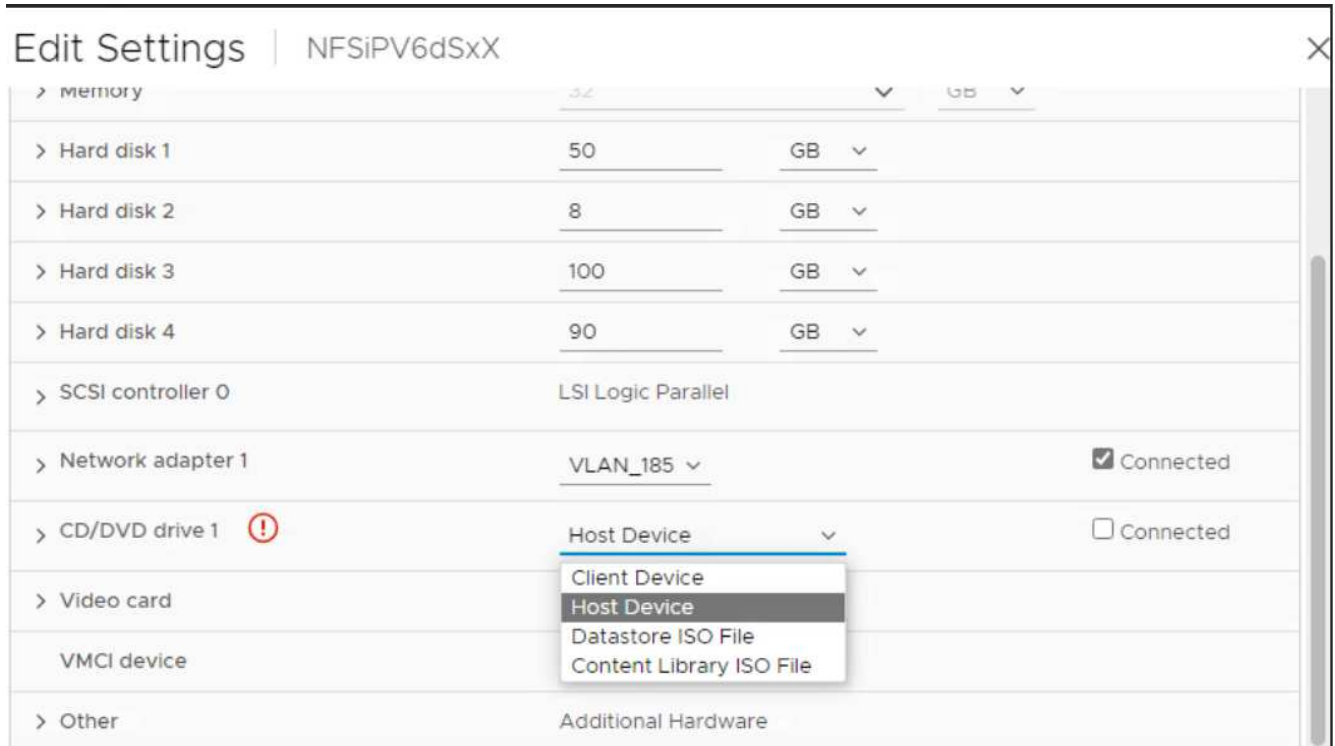 Edit Settings | NFSiPV6dSxX
Memory 32 GB
Hard disk 1 50 GB
Hard disk 2 8 GB
Hard disk 3 100 GB
Hard disk 4 90 GB
SCSI controller 0 LSI Logic Parallel
Network adapter 1 VLAN_185 Connected
CD/DVD drive 1 Host Device Connected
Client Device
Video card
Host Device
Datastore ISO File
VMCI device
Content Library ISO File
Other Additional Hardware